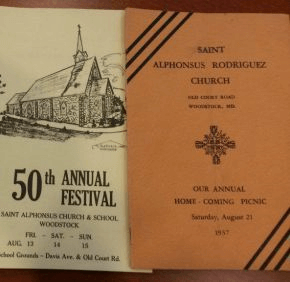 50th ANNUAL
FESTIVAL
SAINT ALPHONSUS CHURCH & SCHOOL
WOODSTOCK
FRI - SAT. - SUN.
AUG. 13 14 15
School Grounds - Davis Ave. & Old Court Rd.
SAINT
ALPHONSUS RODRIGUEZ
CHURCH
OLD COURT ROAD
WOODSTOCK, MD.
OUR ANNUAL
HOME-COMING PICNIC
Saturday, August 21
1937